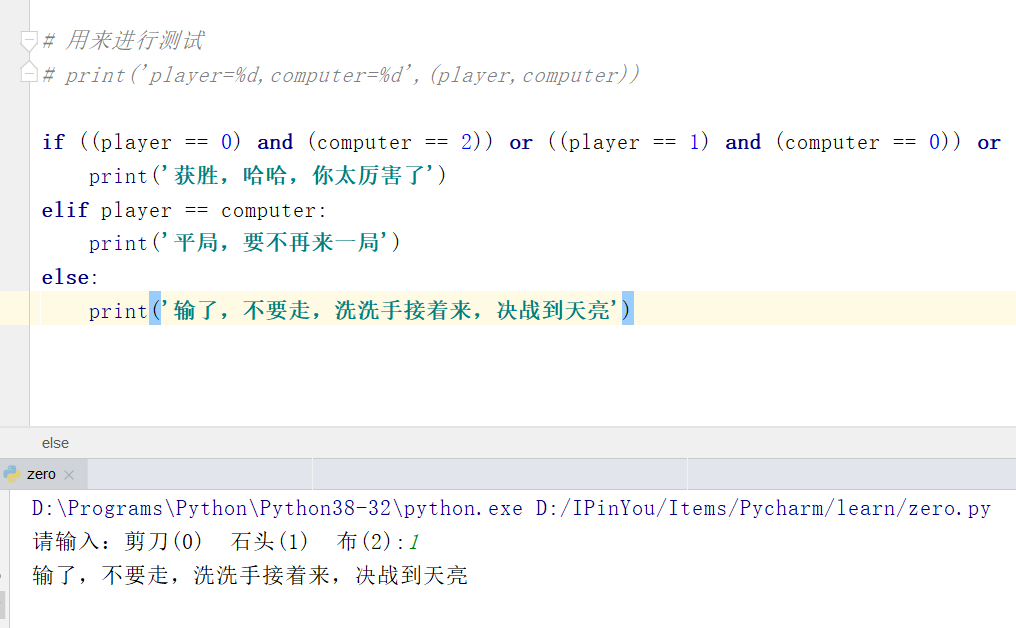 # 用来进行测试
# print('player=%d,computer=%d',(player,computer))
if ((player == 0) and (computer == 2)) or ((player == 1) and (computer == 0)) or
print('获胜，哈哈，你太厉害了')
elif player == computer:
print('平局，要不再来一局')
else:
print('输了，不要走，洗洗手接着来，决战到天亮')
else
zero
D:\Programs\Python\Python38-32\python.exe D:/IPinYou/Items/Pycharm/learn/zero.py
请输入：剪刀(0) 石头(1) 布(2):1
输了，不要走，洗洗手接着来，决战到天亮